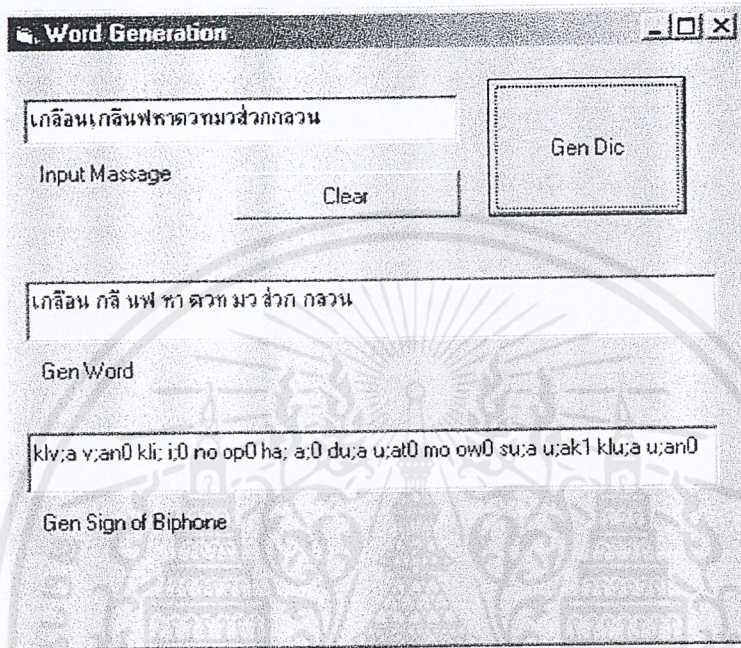 Word Generation
เกลือนเกลีนฟหาดวทมวส่วกกลวน
Gen Dic
Input Massage
Clear
เกลือน กลี นฟ หา ดวท มว ส่วก กลวน
Gen Word
klv;a v;an0 kli; i;0 no op0 ha; a;0 du;a u;at0 mo ow0 su;a u;ak1 klu;a u;an0
Gen Sign of Biphone